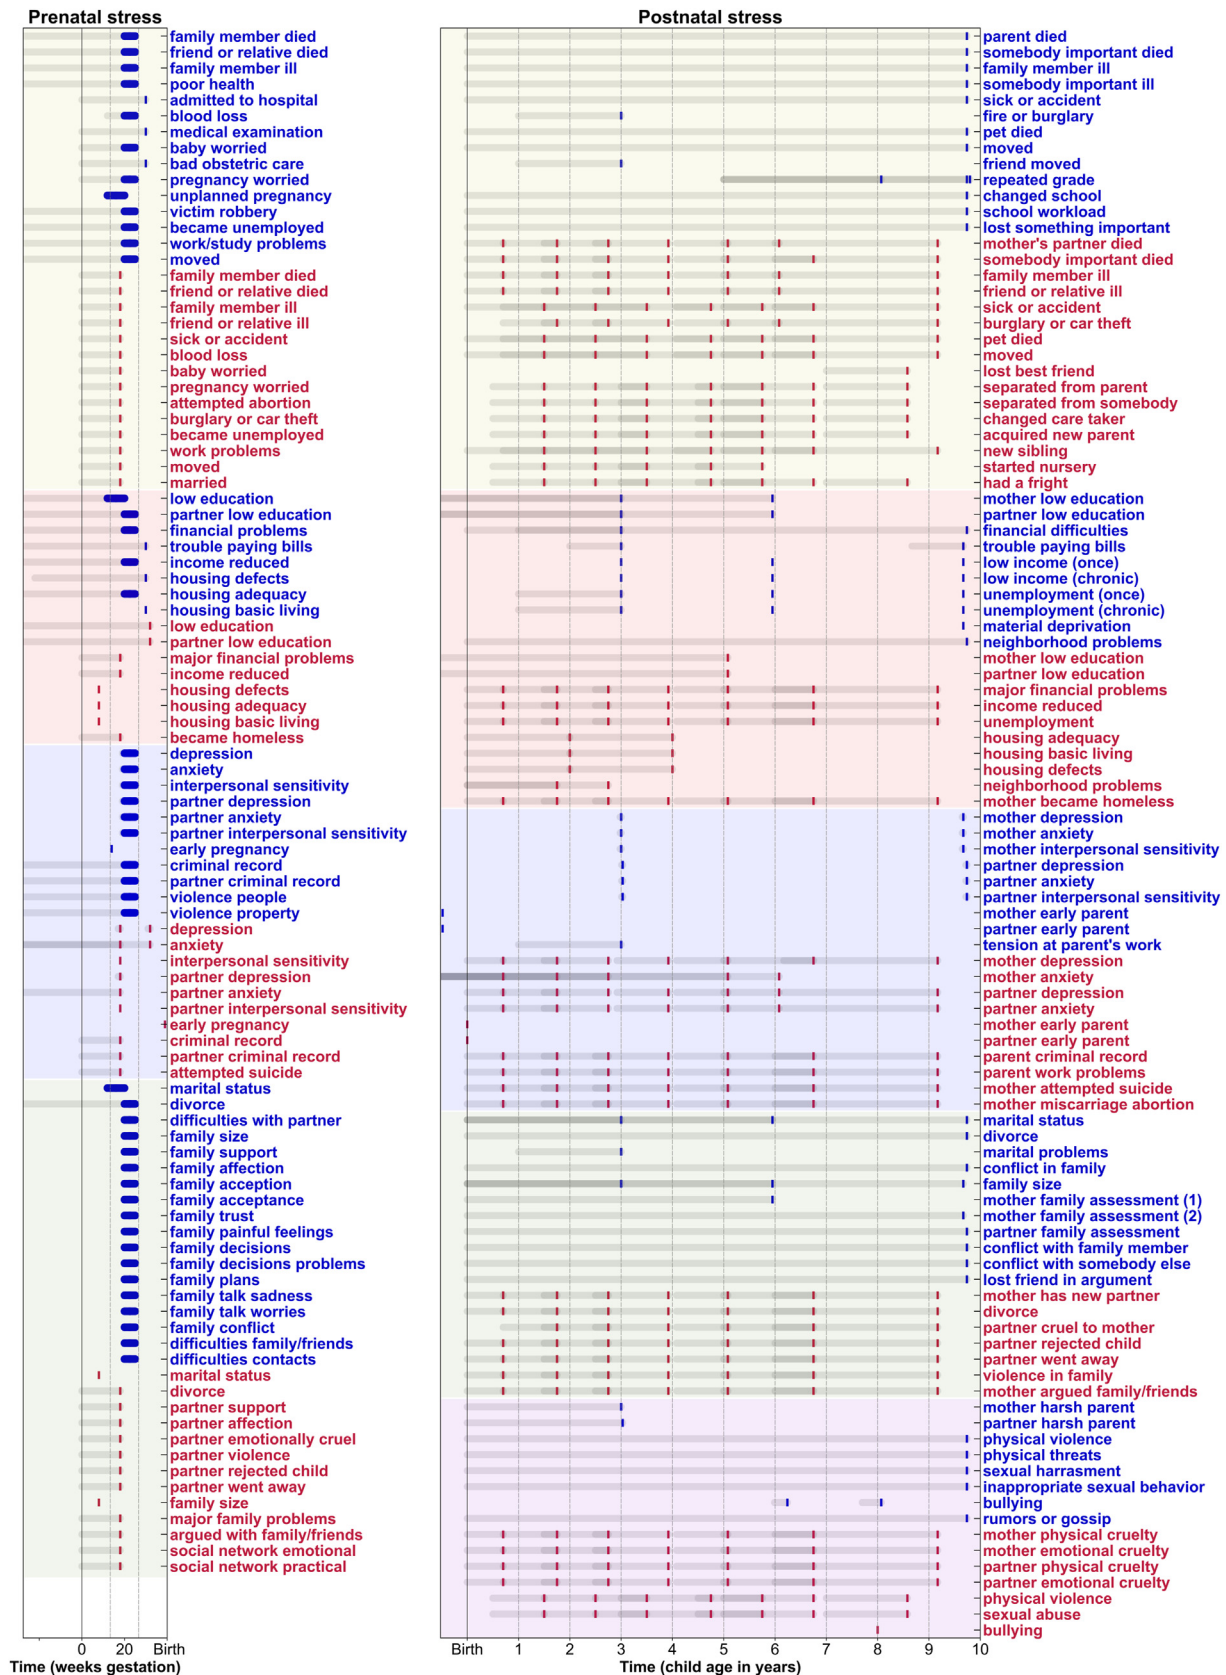 Prenatal stress
family member died
friend or relative died
family member ill
poor health
admitted to hospital
blood loss
medical examination
baby worried
bad obstetric care
pregnancy worried
unplanned pregnancy
victim robbery
became unemployed
work/study problems
moved
family member died
friend or relative died
family member ill
friend or relative ill
sick or accident
blood loss
baby worried
pregnancy worried
attempted abortion
burglary or car theft
became unemployed
work problems
moved
married
low education
partner low education
financial problems
trouble paying bills
income reduced
housing defects
housing adequacy
housing basic living
low education
partner low education
major financial problems
income reduced
housing defects
housing adequacy
housing basic living
became homeless
depression
anxiety
interpersonal sensitivity
partner depression
partner anxiety
partner interpersonal sensitivity
early pregnancy
criminal record
partner criminal record
violence people
violence property
depression
anxiety
interpersonal sensitivity
partner depression
partner anxiety
partner interpersonal sensitivity
early pregnancy
criminal record
partner criminal record
attempted suicide
marital status
divorce
difficulties with partner
family size
family support
family affection
family acception
family acceptance
family trust
family painful feelings
family decisions
family decisions problems
family plans
family talk sadness
family talk worries
family conflict
difficulties family/friends
difficulties contacts
marital status
divorce
partner support
partner affection
partner emotionally cruel
partner violence
partner rejected child
partner went away
family size
major family problems
argued with family/friends
social network emotional
social network practical
0 20 Birth
Time (weeks gestation)
Postnatal stress
parent died
somebody important died
family member ill
somebody important ill
sick or accident
fire or burglary
pet died
moved
friend moved
repeated grade
changed school
school workload
lost something important
mother's partner died
somebody important died
family member ill
friend or relative ill
sick or accident
burglary or car theft
pet died
moved
lost best friend
separated from parent
separated from somebody
changed care taker
acquired new parent
new sibling
started nursery
had a fright
mother low education
partner low education
financial difficulties
trouble paying bills
low income (once)
low income (chronic)
unemployment (once)
unemployment (chronic)
material deprivation
neighborhood problems
mother low education
partner low education
major financial problems
income reduced
unemployment
housing adequacy
housing basic living
housing defects
neighborhood problems
mother became homeless
mother depression
mother anxiety
mother interpersonal sensitivity
partner depression
partner anxiety
partner interpersonal sensitivity
mother early parent
partner early parent
tension at parent's work
mother depression
mother anxiety
partner depression
partner anxiety
mother early parent
partner early parent
parent criminal record
parent work problems
mother attempted suicide
mother miscarriage abortion
marital status
divorce
marital problems
conflict in family
family size
mother family assessment (1)
mother family assessment (2)
partner family assessment
conflict with family member
conflict with somebody else
lost friend in argument
mother has new partner
divorce
partner cruel to mother
partner rejected child
partner went away
violence in family
mother argued family/friends
mother harsh parent
partner harsh parent
physical violence
physical threats
sexual harrasment
inappropriate sexual behavior
bullying
rumors or gossip
mother physical cruelty
mother emotional cruelty
partner physical cruelty
partner emotional cruelty
physical violence
sexual abuse
bullying
Birth 1 2 3 4 5 6 7 8 9 10
Time (child age in years)